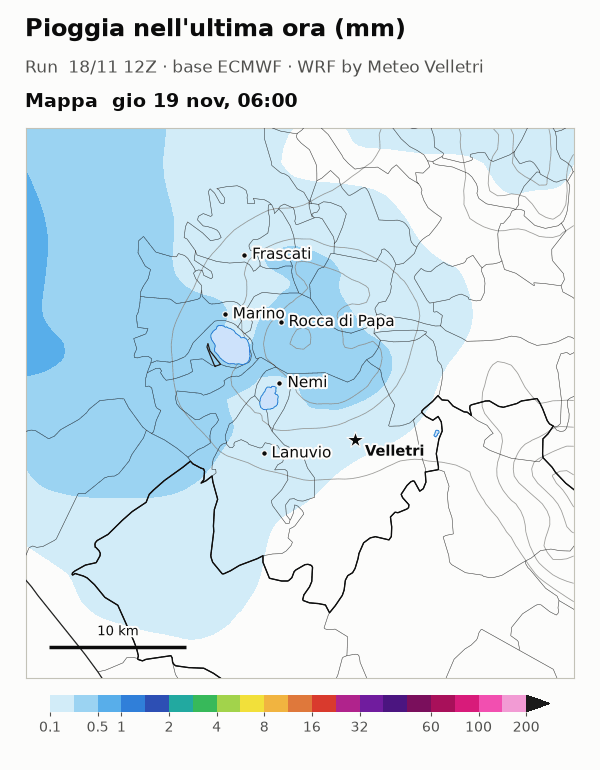 Pioggia nell'ultima ora (mm)
Run  18/11 12Z · base ECMWF · WRF by Meteo Velletri
Mappa  gio 19 nov, 06:00
Frascati
Marino
Rocca di Papa
Nemi
Velletri
Lanuvio
10 km
0.1 0.5 1 2 4 8 16 32 60 100 200